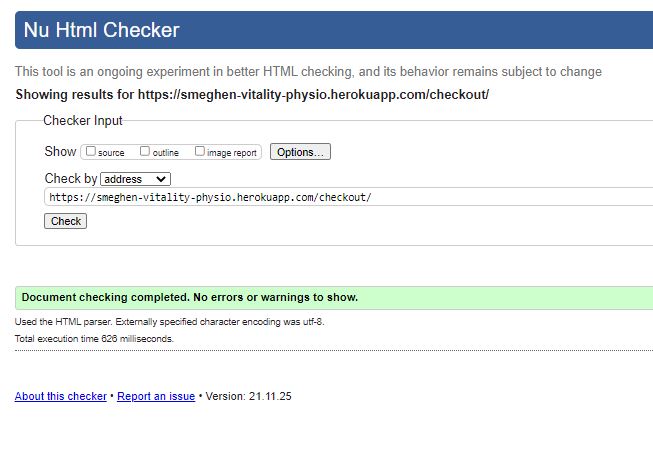 Nu Html Checker
This tool is an ongoing experiment in better HTML checking, and its behavior remains subject to change
Showing results for https://smeghen-vitality-physio.herokuapp.com/checkout/
Checker Input
Show source outline image report Options...
Check by address
https://smeghen-vitality-physio.herokuapp.com/checkout/
Check
Document checking completed. No errors or warnings to show.
Used the HTML parser. Externally specified character encoding was utf-8.
Total execution time 626 milliseconds.
About this checker • Report an issue • Version: 21.11.25